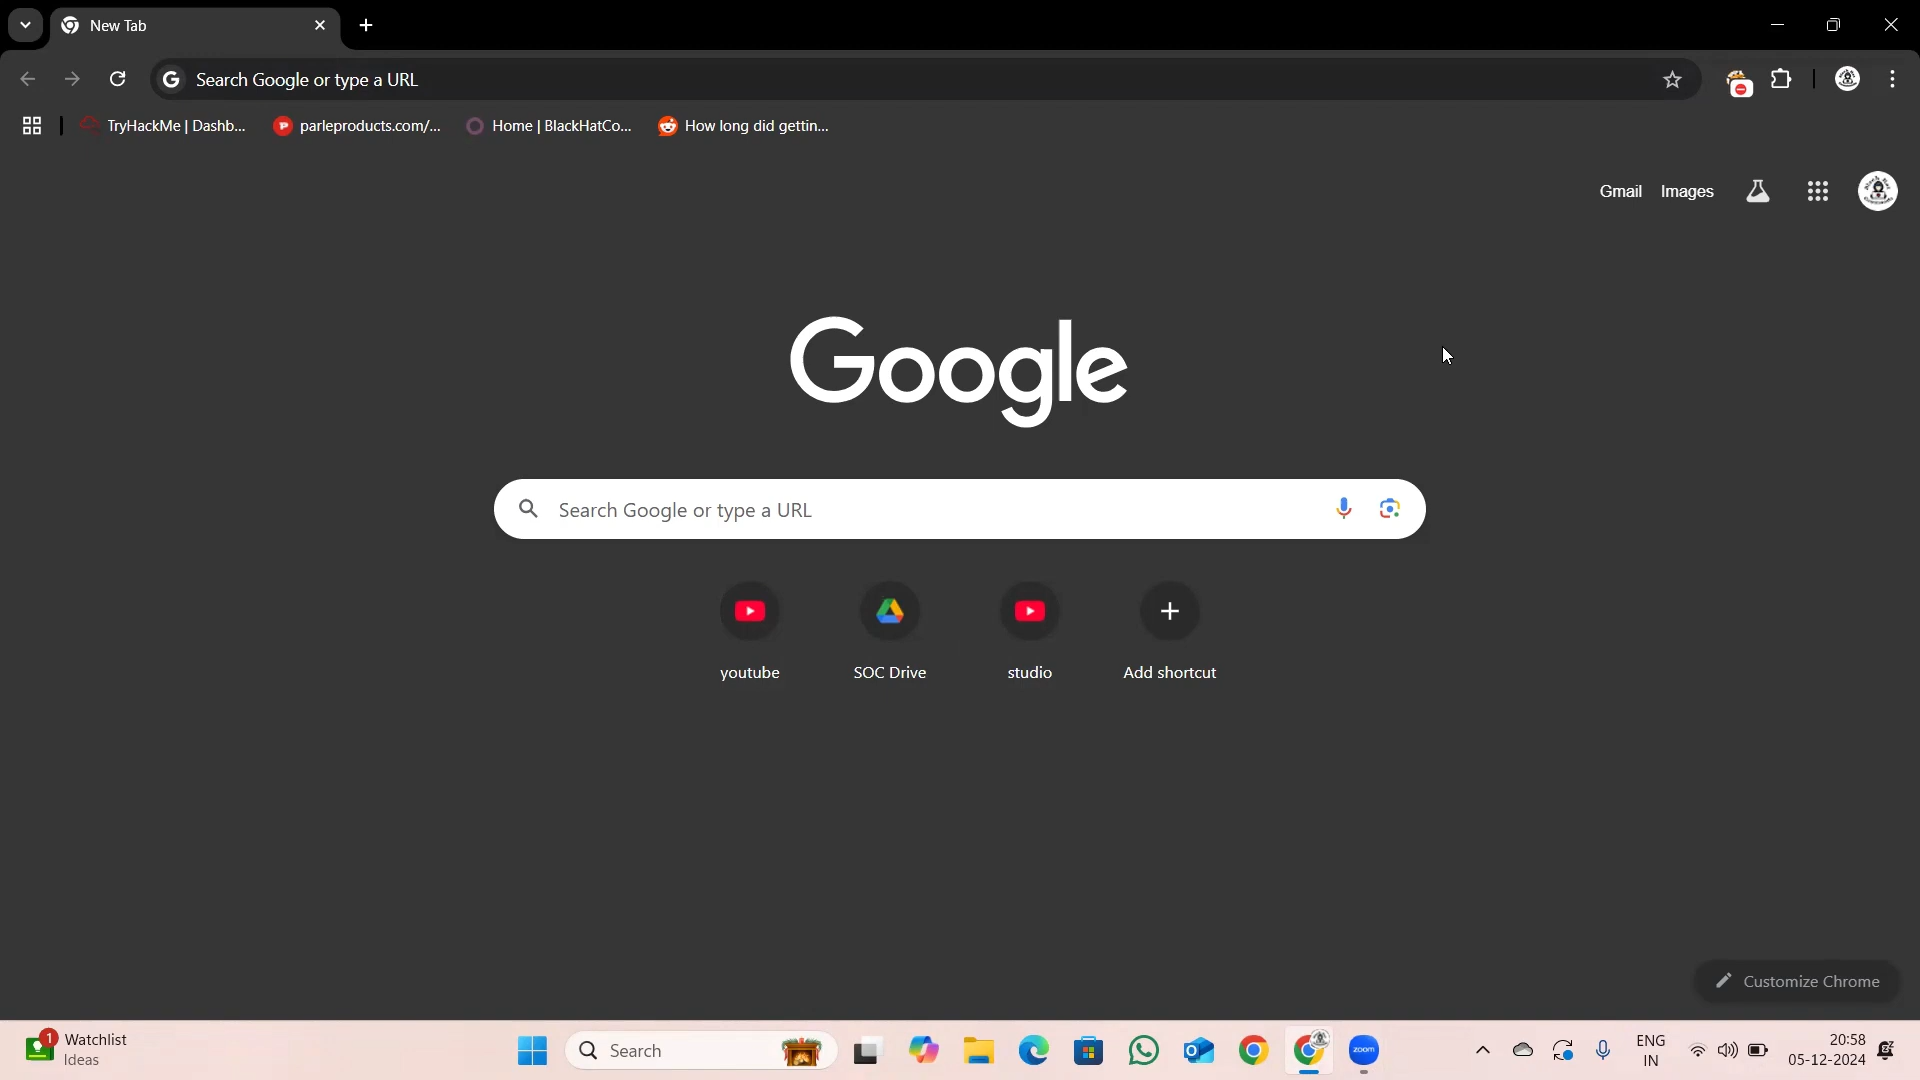 New Tab
Search Google or type a URL
TryHackMe | Dashb...
parleproducts.com/...
Home | BlackHatCo...
How long did gettin...
Gmail
Images
Google
Search Google or type a URL
youtube
SOC Drive
studio
Add shortcut
Customize Chrome
1
Watchlist
Ideas
Search
zoom
ENG
IN
20:58
05-12-2024